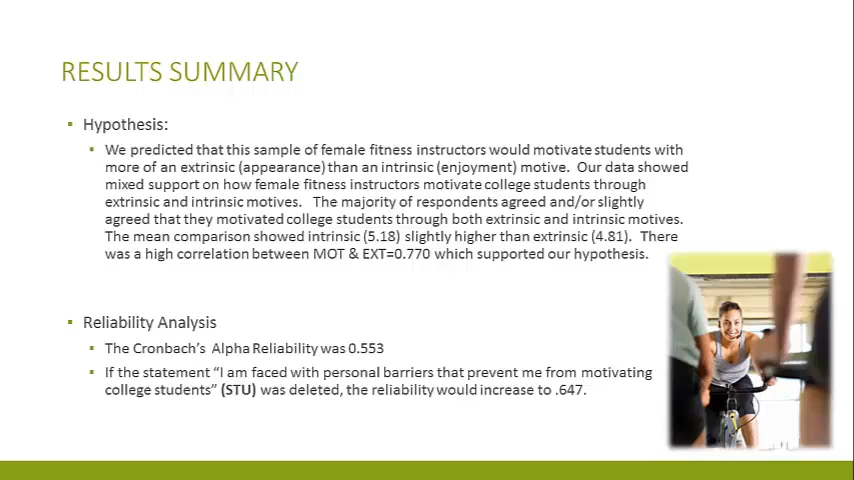 RESULTS SUMMARY
Hypothesis:
We predicted that this sample of female fitness instructors would motivate students with
more of an extrinsic (appearance) than an intrinsic (enjoyment) motive. Our data showed
mixed support on how female fitness instructors motivate college students through
extrinsic and intrinsic motives. The majority of respondents agreed and/or slightly
agreed that they motivated college students through both extrinsic and intrinsic motives.
The mean comparison showed intrinsic (5.18) slightly higher than extrinsic (4.81). There
was a high correlation between MOT & EXT=0.770 which supported our hypothesis.
Reliability Analysis
The Cronbach's Alpha Reliability was 0.553
If the statement “I am faced with personal barriers that prevent me from motivating
college students” (STU) was deleted, the reliability would increase to .647.